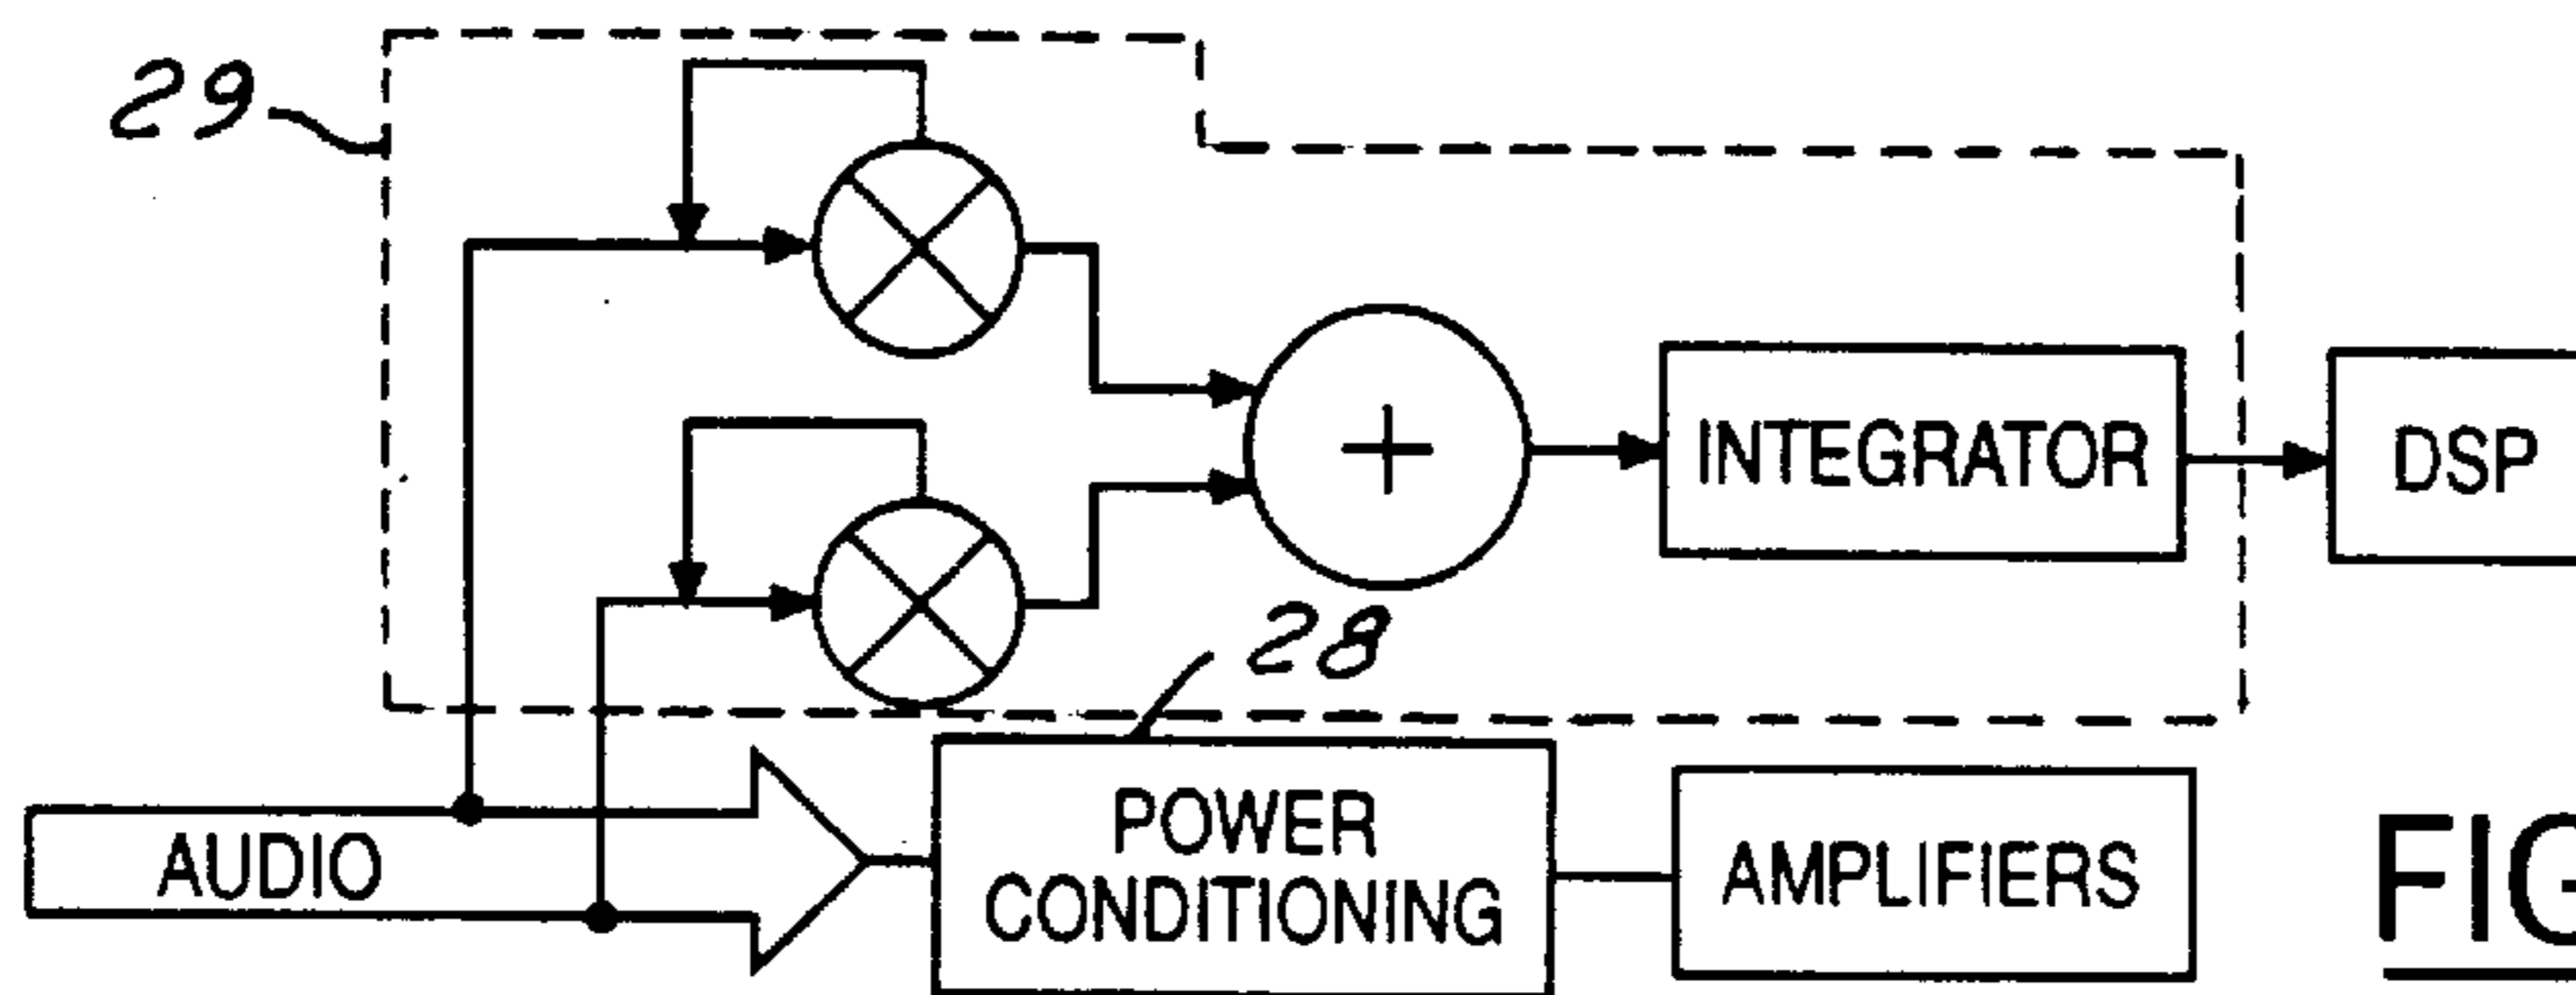 29
+
INTEGRATOR
DSP
28
AUDIO
POWER
CONDITIONING
AMPLIFIERS
FIG